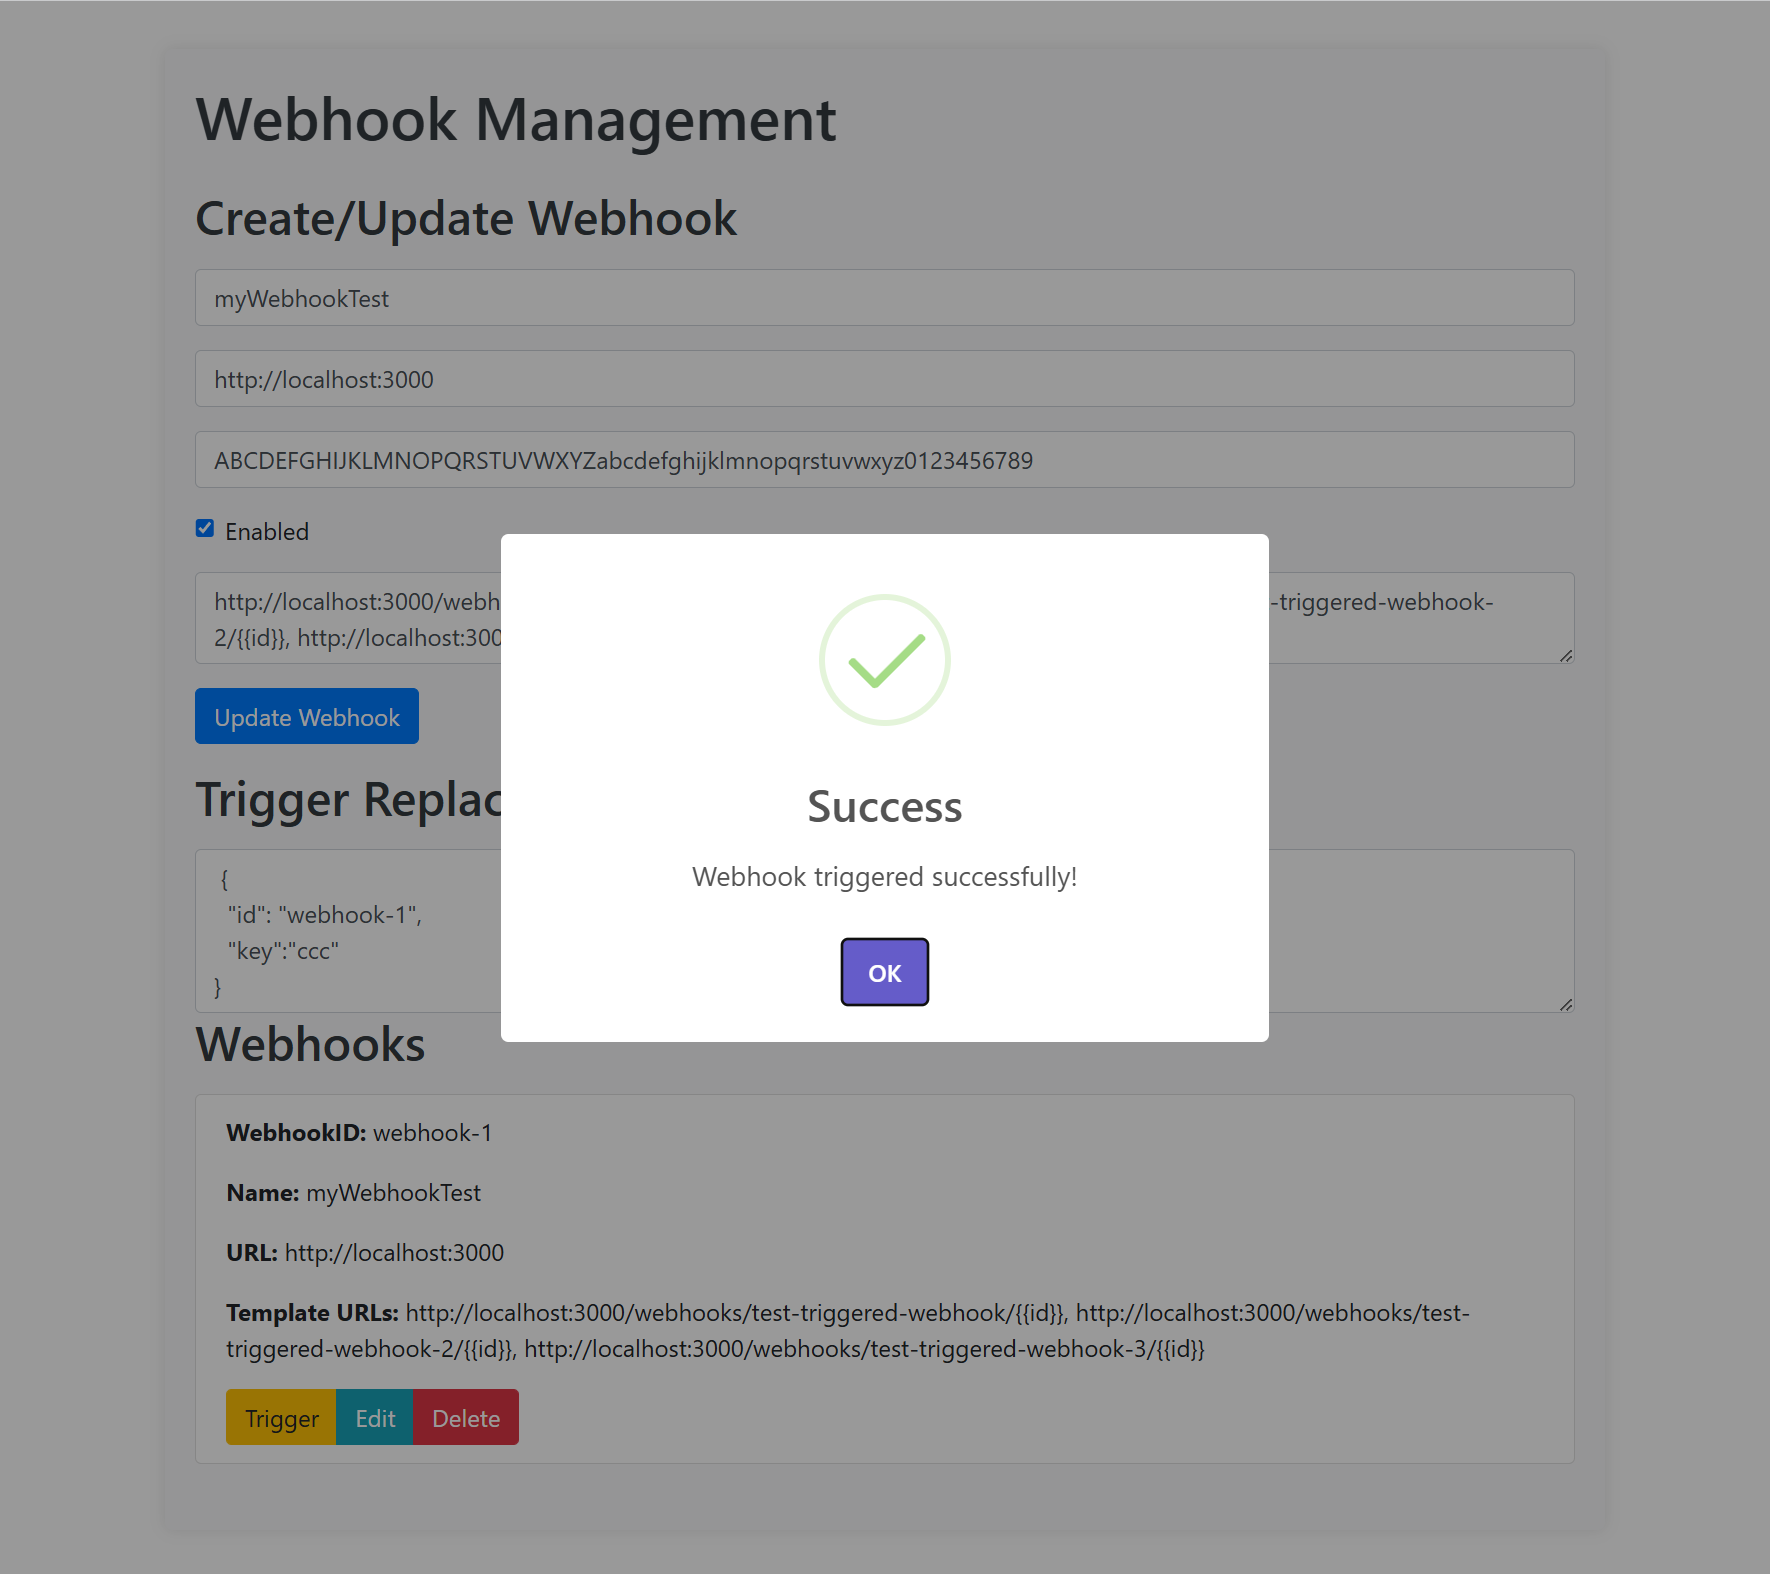 Webhook Management
Create/Update Webhook
myWebhookTest
http://localhost:3000
ABCDEFGHIJKLMNOPQRSTUVWXYZabcdefghijklmnopqrstuvwxyz0123456789
Enabled
http://localhost:3000/webh -triggered-webhook-
2/{{id}}, http://localhost:300
Update Webhook
Trigger Replac
{
"id": "webhook-1",
"key":"ccc"
}
Success
Webhook triggered successfully!
OK
Webhooks
WebhookID: webhook-1
Name: myWebhookTest
URL: http://localhost:3000
Template URLs: http://localhost:3000/webhooks/test-triggered-webhook/{{id}}, http://localhost:3000/webhooks/test-
triggered-webhook-2/{{id}}, http://localhost:3000/webhooks/test-triggered-webhook-3/{{id}}
Trigger Edit Delete